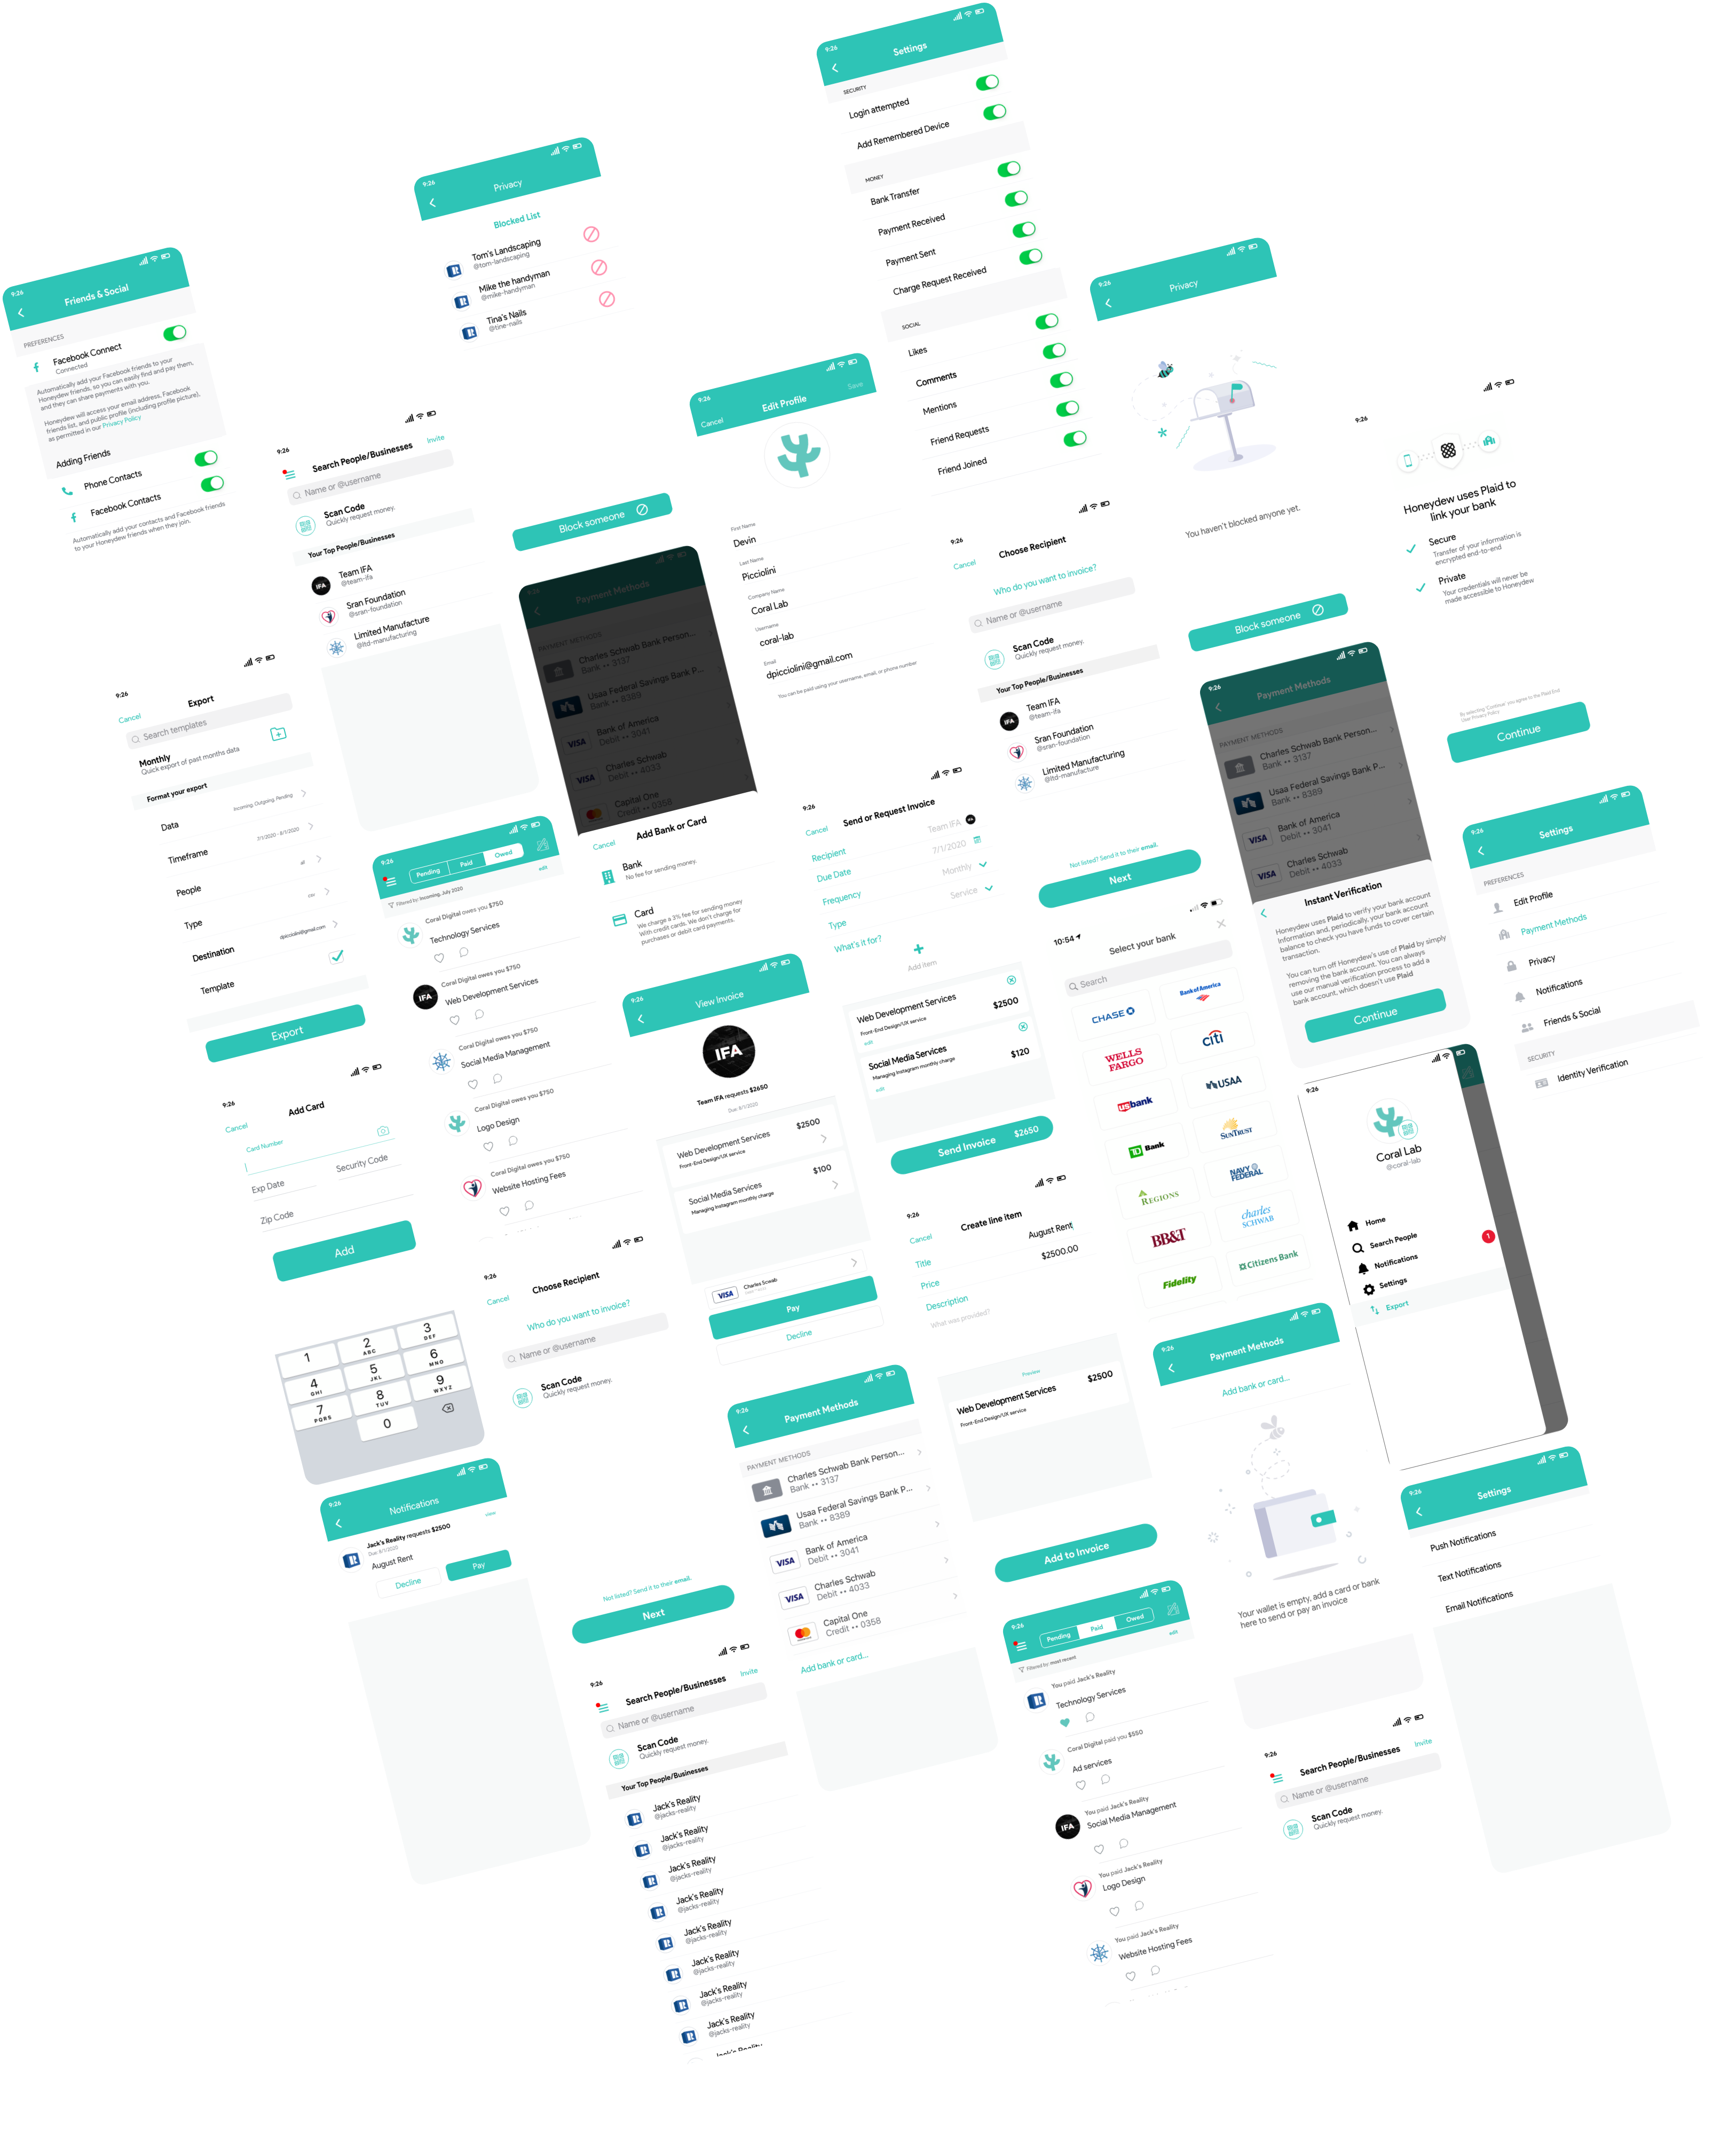 9:26
Settings
SECURITY
Login attempted
Add Remembered Device
MONEY
Bank Transfer
Payment Received
Payment Sent
Charge Request Received
SOCIAL
Likes
Comments
Mentions
Friend Requests
Friend Joined
9:26
Privacy
Blocked List
Tom's Landscaping
@tom-landscaping
Mike the handyman
@mike-handyman
Tina's Nails
@tine-nails
Block someone
9:26
Friends & Social
PREFERENCES
Facebook Connect
Connected
Automatically add your Facebook friends to your
Honeydew friends, so you can easily find and pay them,
and they can share payments with you.
Honeydew will access your email address, Facebook
friends list, and public profile (including profile picture),
as permitted in our Privacy Policy
Adding Friends
Phone Contacts
Facebook Contacts
Automatically add your contacts and Facebook friends
to your Honeydew friends when they join.
9:26
Privacy
You haven't blocked anyone yet.
Block someone
9:26
Cancel
Edit Profile
Save
First Name
Devin
Last Name
Picciolini
Company Name
Coral Lab
Username
coral-lab
Email
dpicciolini@gmail.com
You can be paid using your username, email, or phone number
9:26
Honeydew uses Plaid to
link your bank
Secure
Transfer of your information is
encrypted end-to-end
Private
Your credentials will never be
made accessible to Honeydew
By selecting 'Continue' you agree to the Plaid End
User Privacy Policy
Continue
9:26
Search People/Businesses
Invite
Name or @username
Scan Code
Quickly request money.
Your Top People/Businesses
Team IFA
@team-ifa
Sran Foundation
@sran-foundation
Limited Manufacture
@ltd-manufacturing
9:26
Cancel
Choose Recipient
Who do you want to invoice?
Name or @username
Scan Code
Quickly request money.
Your Top People/Businesses
IFA
Team IFA
@team-ifa
Sran Foundation
@sran-foundation
Limited Manufacturing
@ltd-manufacture
Not listed? Send it to their email.
Next
9:26
Payment Methods
PAYMENT METHODS
Charles Schwab Bank Person...
Bank •• 3137
Usaa Federal Savings Bank P...
Bank •• 8389
VISA
Bank of America
Debit •• 3041
VISA
Charles Schwab
Debit •• 4033
Capital One
Credit •• 0358
Cancel
Add Bank or Card
Bank
No fee for sending money.
Card
We charge a 3% fee for sending money
With credit cards. We don't charge for
purchases or debit card payments.
9:26
Payment Methods
PAYMENT METHODS
Charles Schwab Bank Person...
Bank •• 3137
Usaa Federal Savings Bank P...
Bank •• 8389
VISA
Bank of America
Debit •• 3041
VISA
Charles Schwab
Debit •• 4033
Instant Verification
Honeydew uses Plaid to verify your bank account
Information and, periodically, your bank account
balance to check you have funds to cover certain
transaction.
You can turn off Honeydew's use of Plaid by simply
removing the bank account. You can always
use our manual verification process to add a
bank account, which doesn't use Plaid
Continue
9:26
Cancel
Export
Search templates
Monthly
Quick export of past months data
Format your export
Data
Incoming, Outgoing, Pending
Timeframe
7/1/2020 - 8/1/2020
People
all
Type
csv
Destination
dpicciolini@gmail.com
Template
Export
9:26
Cancel
Send or Request Invoice
Recipient
Team IFA
Due Date
7/1/2020
Frequency
Monthly
Type
Service
What's it for?
Add item
Web Development Services
$2500
Front-End Design/UX service
edit
Social Media Services
$120
Managing Instagram monthly charge
edit
Send Invoice $2650
9:26
Settings
PREFERENCES
Edit Profile
Payment Methods
Privacy
Notifications
Friends & Social
SECURITY
Identity Verification
9:26
Pending
Paid
Owed
Filtered by: Incoming, July 2020
edit
Coral Digital owes you $750
Technology Services
IFA
Coral Digital owes you $750
Web Development Services
Coral Digital owes you $750
Social Media Management
Coral Digital owes you $750
Logo Design
Coral Digital owes you $750
Website Hosting Fees
10:54
Select your bank
Search
CHASE
Bank of America
WELLS FARGO
citi
usbank
USAA
TD Bank
SUNTRUST
REGIONS
NAVY FEDERAL
BB&T
charles SCHWAB
Fidelity
Citizens Bank
9:26
View Invoice
IFA
Team IFA requests $2650
Due: 8/1/2020
Web Development Services
$2500
Front-End Design/UX service
Social Media Services
$100
Managing Instagram monthly charge
VISA
Charles Scwab
Pay
Decline
9:26
Coral Lab
@coral-lab
Home
Search People
Notifications
1
Settings
Export
9:26
Cancel
Add Card
Card Number
Exp Date
Security Code
Zip Code
Add
1
2
ABC
3
DEF
4
GHI
5
JKL
6
MNO
7
PQRS
8
TUV
9
WXYZ
0
9:26
Cancel
Create line item
Title
August Rent
Price
$2500.00
Description
What was provided?
Preview
Web Development Services
$2500
Front-End Design/UX service
Add to Invoice
9:26
Cancel
Choose Recipient
Who do you want to invoice?
Name or @username
Scan Code
Quickly request money.
Not listed? Send it to their email.
Next
9:26
Payment Methods
Add bank or card...
Your wallet is empty, add a card or bank
here to send or pay an invoice
9:26
Payment Methods
PAYMENT METHODS
Charles Schwab Bank Person...
Bank •• 3137
Usaa Federal Savings Bank P...
Bank •• 8389
VISA
Bank of America
Debit •• 3041
VISA
Charles Schwab
Debit •• 4033
Capital One
Credit •• 0358
Add bank or card...
9:26
Settings
Push Notifications
Text Notifications
Email Notifications
9:26
Notifications
Jack's Reality requests $2500
view
Due: 8/1/2020
August Rent
Decline
Pay
9:26
Pending
Paid
Owed
Filtered by: most recent
edit
You paid Jack's Reality
Technology Services
Coral Digital paid you $550
Ad services
IFA
You paid Jack's Reality
Social Media Management
You paid Jack's Reality
Logo Design
You paid Jack's Reality
Website Hosting Fees
9:26
Search People/Businesses
Invite
Name or @username
Scan Code
Quickly request money.
Your Top People/Businesses
Jack's Reality
@jacks-reality
Jack's Reality
@jacks-reality
Jack's Reality
@jacks-reality
Jack's Reality
@jacks-reality
Jack's Reality
@jacks-reality
Jack's Reality
@jacks-reality
Jack's Reality
@jacks-reality
Jack's Reality
@jacks-reality
Jack's Reality
9:26
Search People/Businesses
Invite
Name or @username
Scan Code
Quickly request money.